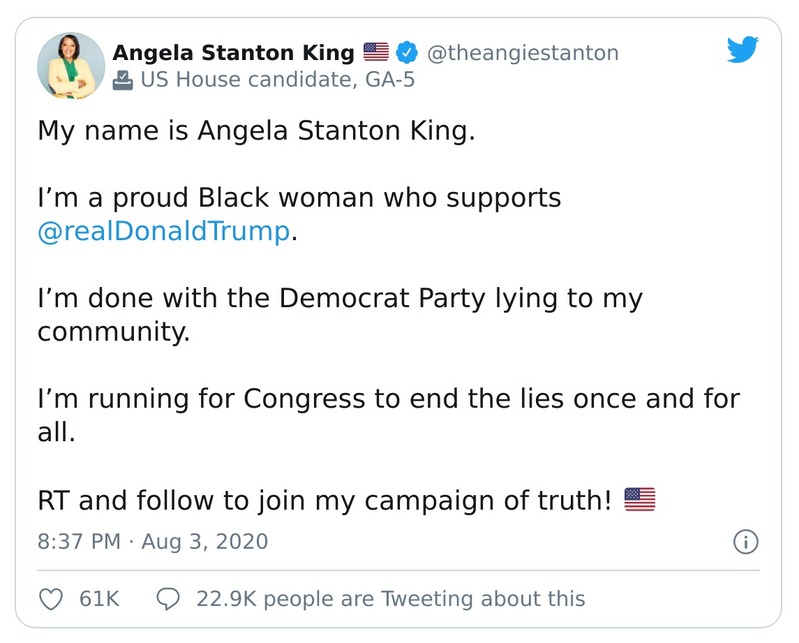 Angela Stanton King 🇺🇸 @theangiestanton
US House candidate, GA-5
My name is Angela Stanton King.
I’m a proud Black woman who supports
@realDonaldTrump.
I’m done with the Democrat Party lying to my
community.
I’m running for Congress to end the lies once and for
all.
RT and follow to join my campaign of truth! 🇺🇸
8:37 PM · Aug 3, 2020
61K 22.9K people are Tweeting about this